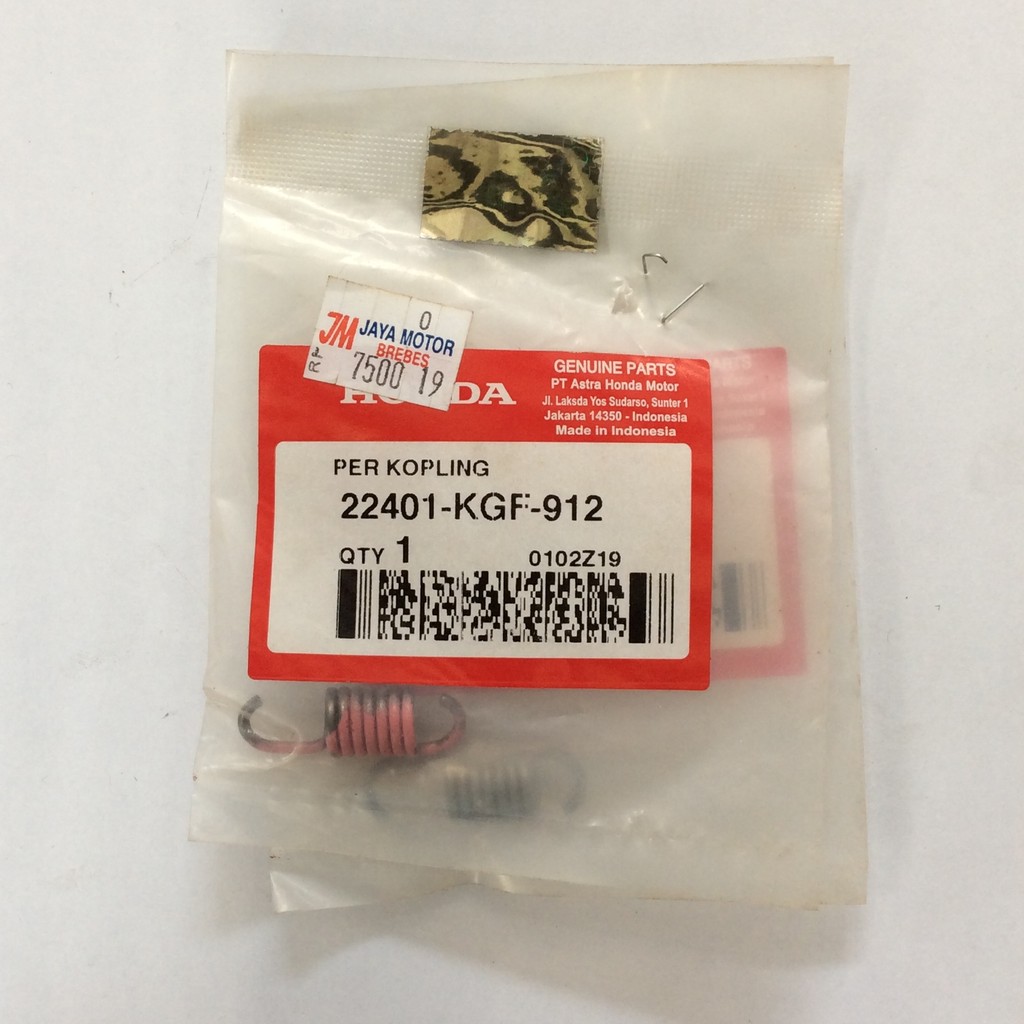 0
JM JAYA MOTOR
BREBES
Rp 7500 19
HONDA
GENUINE PARTS
PT Astra Honda Motor
Jl. Laksda Yos Sudarso, Sunter 1
Jakarta 14350 - Indonesia
Made in Indonesia
PER KOPLING
22401-KGF-912
QTY 1 0102Z19